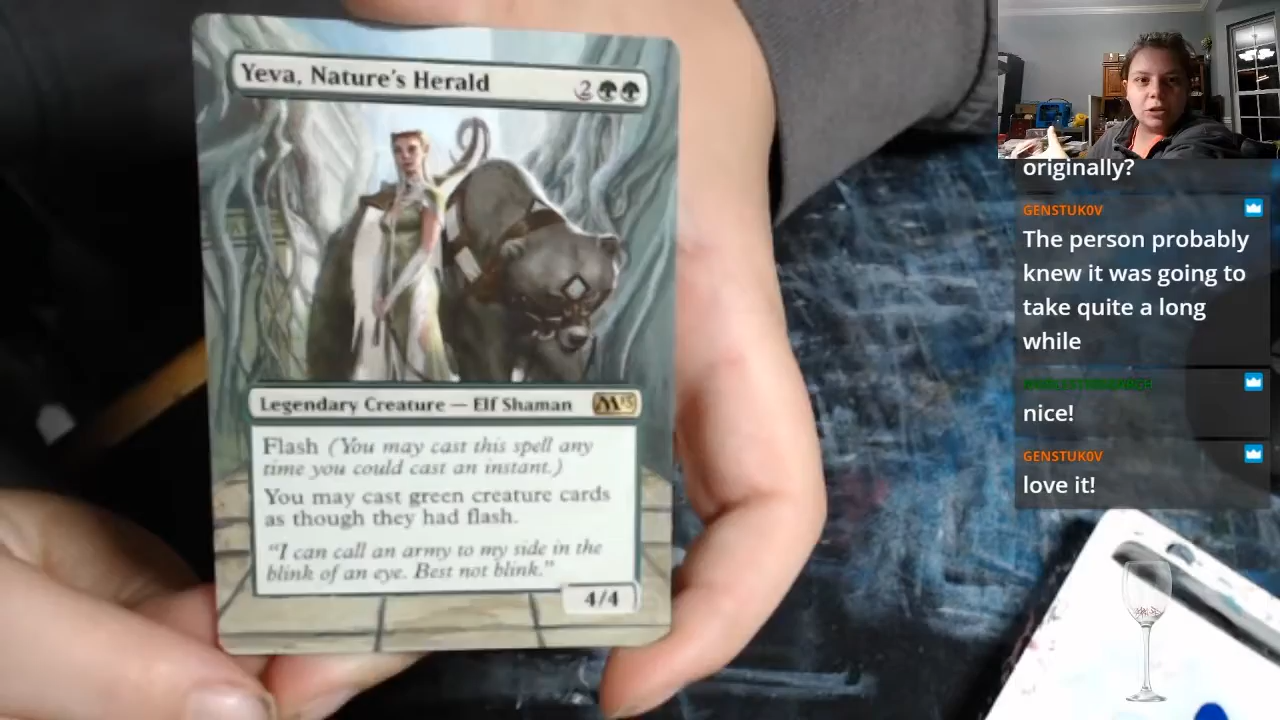 Yeva, Nature's Herald 2
Legendary Creature — Elf Shaman M15
Flash (You may cast this spell any
time you could cast an instant.)
You may cast green creature cards
as though they had flash.
"I can call an army to my side in the
blink of an eye. Best not blink."
4/4
originally?
GENSTUK0V
The person probably
knew it was going to
take quite a long
while
nice!
GENSTUK0V
love it!